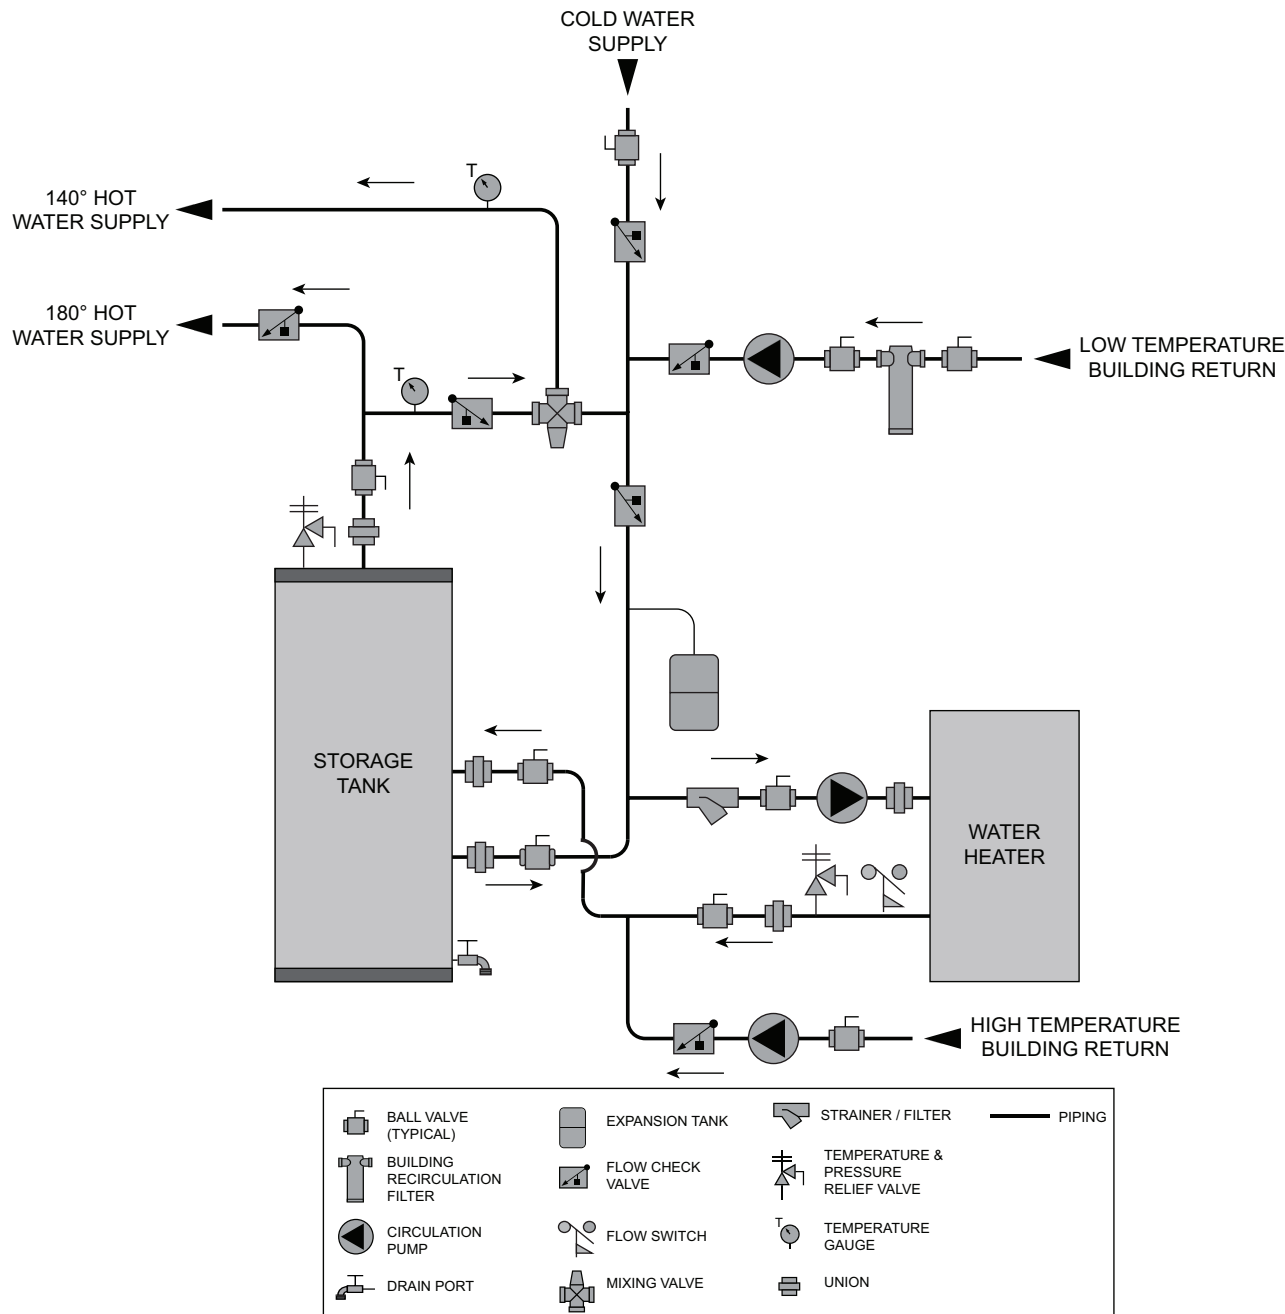 COLD WATER
SUPPLY
T
140° HOT
WATER SUPPLY
180° HOT
WATER SUPPLY
T
LOW TEMPERATURE
BUILDING RETURN
STORAGE
TANK
WATER
HEATER
HIGH TEMPERATURE
BUILDING RETURN
BALL VALVE
(TYPICAL)
BUILDING
RECIRCULATION
FILTER
CIRCULATION
PUMP
DRAIN PORT
EXPANSION TANK
FLOW CHECK
VALVE
FLOW SWITCH
MIXING VALVE
STRAINER / FILTER
TEMPERATURE &
PRESSURE
RELIEF VALVE
T
TEMPERATURE
GAUGE
UNION
PIPING